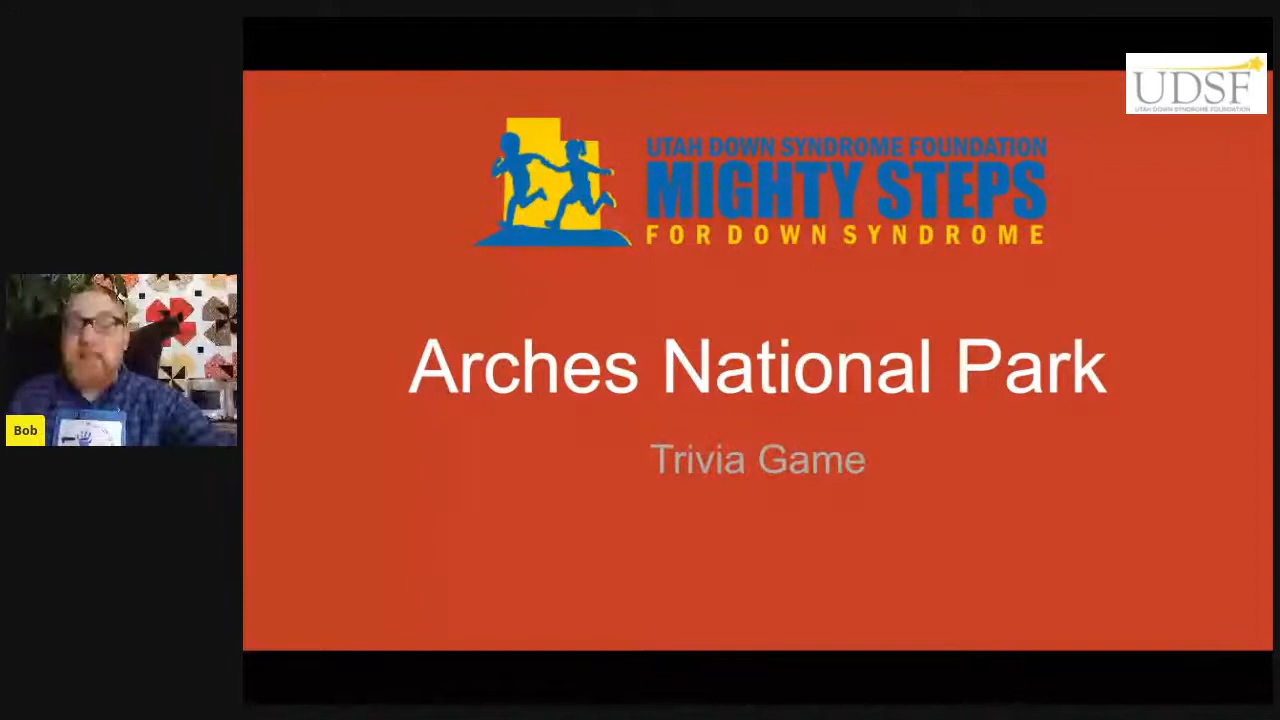 UDSF
UTAH DOWN SYNDROME FOUNDATION
UTAH DOWN SYNDROME FOUNDATION
MIGHTY STEPS
FOR DOWN SYNDROME
Arches National Park
Trivia Game
Bob